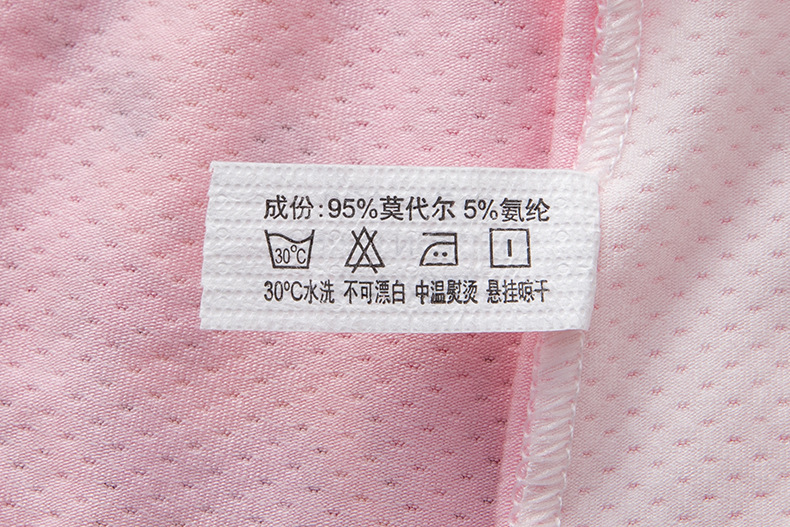 成份:95%莫代尔 5%氨纶
30℃
30℃水洗 不可漂白 中温熨烫 悬挂晾干